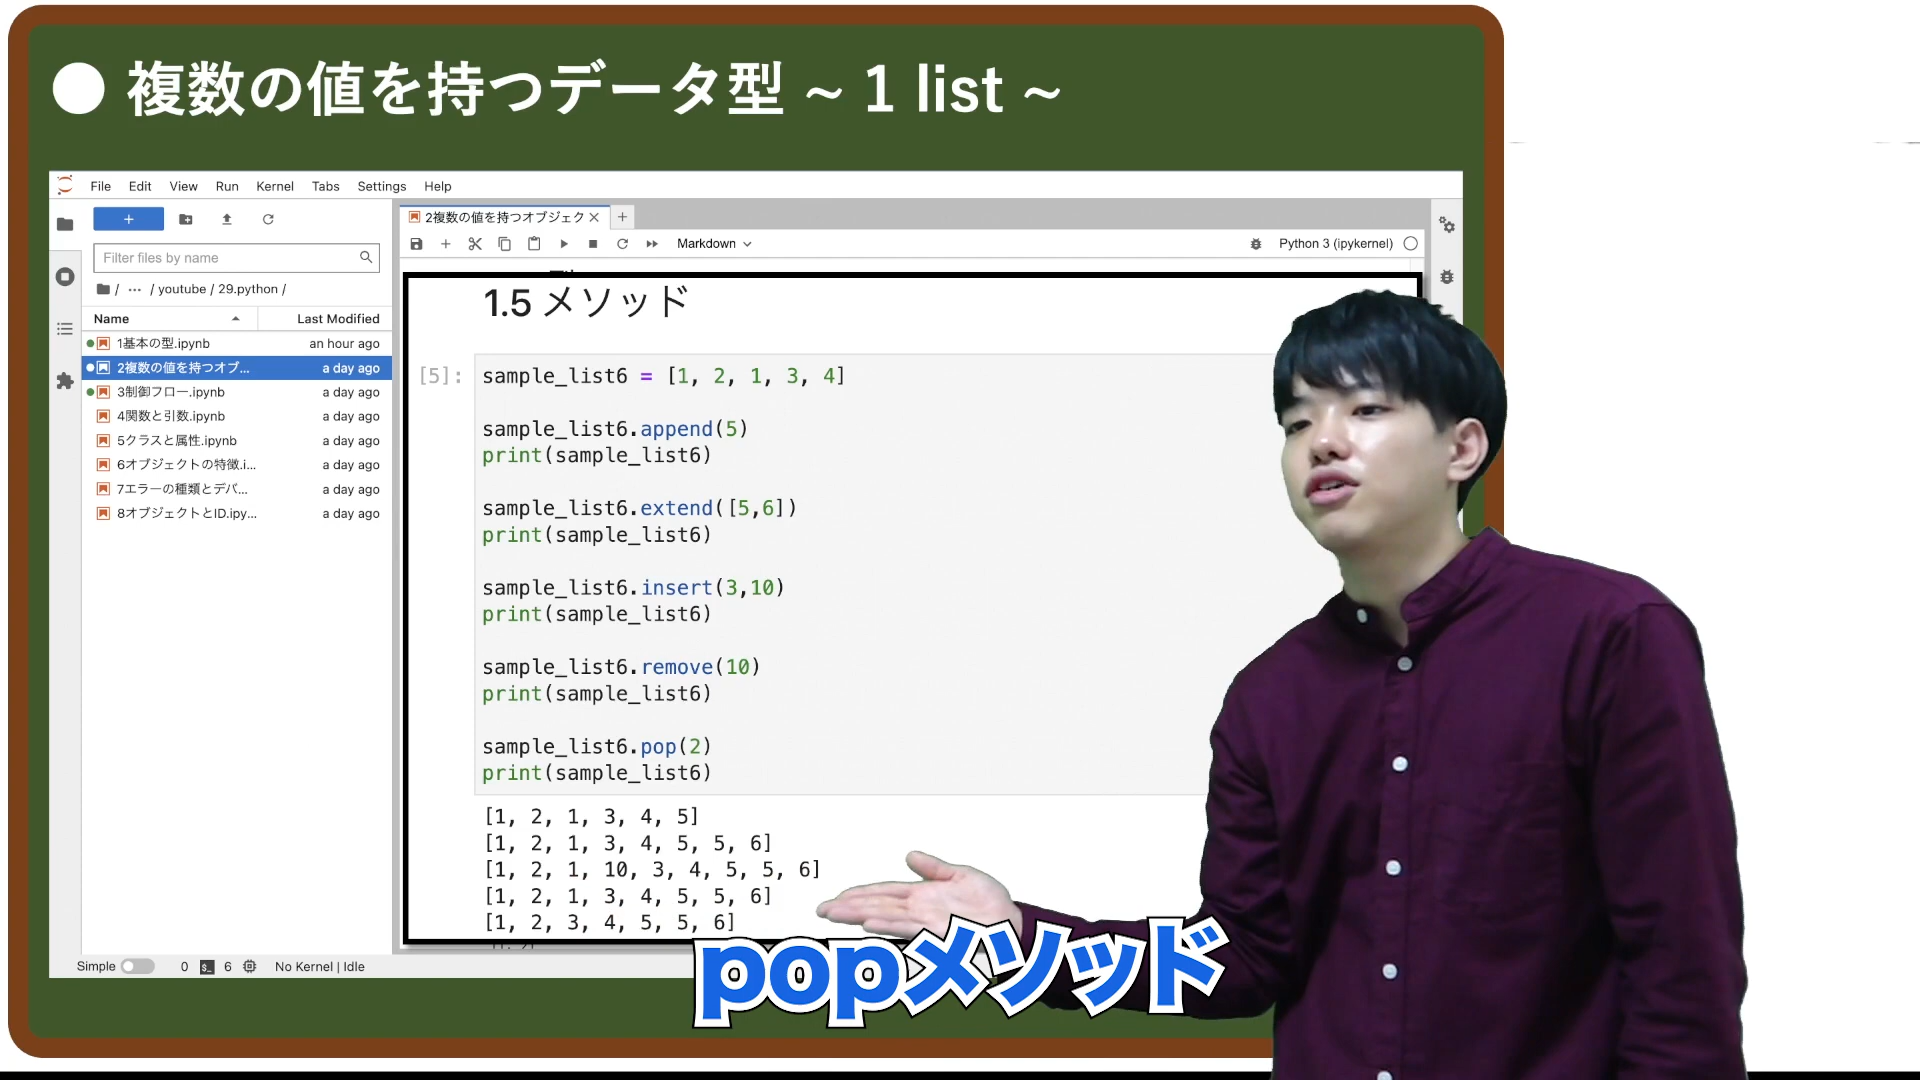 ● 複数の値を持つデータ型 ~ 1 list ~
File Edit View Run Kernel Tabs Settings Help
2複数の値を持つオブジェク
Filter files by name
Markdown
Python 3 (ipykernel)
/ ··· / youtube / 29.python /
Name Last Modified
1基本の型.ipynb an hour ago
2複数の値を持つオブ... a day ago
3制御フロー.ipynb a day ago
4関数と引数.ipynb a day ago
5クラスと属性.ipynb a day ago
6オブジェクトの特徴.i... a day ago
7エラーの種類とデバ... a day ago
8オブジェクトとID.ipy... a day ago
1.5 メソッド
[5]: sample_list6 = [1, 2, 1, 3, 4]
sample_list6.append(5)
print(sample_list6)
sample_list6.extend([5,6])
print(sample_list6)
sample_list6.insert(3,10)
print(sample_list6)
sample_list6.remove(10)
print(sample_list6)
sample_list6.pop(2)
print(sample_list6)
[1, 2, 1, 3, 4, 5]
[1, 2, 1, 3, 4, 5, 5, 6]
[1, 2, 1, 10, 3, 4, 5, 5, 6]
[1, 2, 1, 3, 4, 5, 5, 6]
[1, 2, 3, 4, 5, 5, 6]
Simple 0 6 No Kernel | Idle
popメソッド